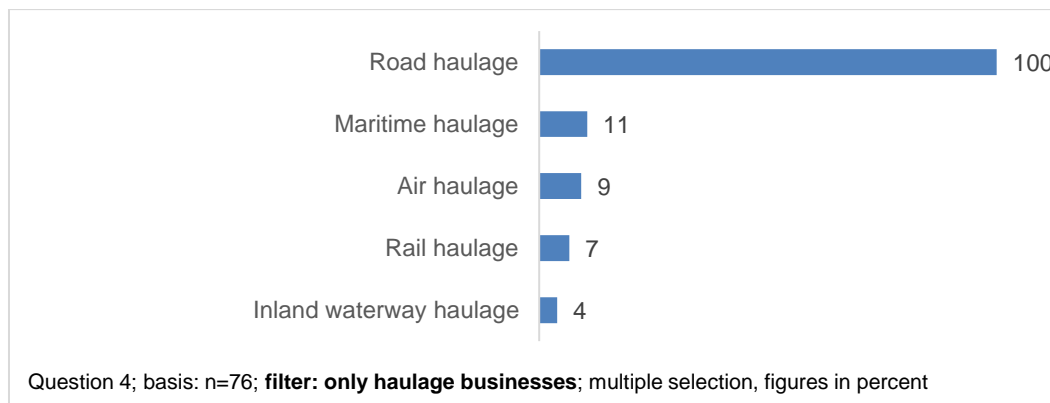 Road haulage 100
Maritime haulage 11
Air haulage 9
Rail haulage 7
Inland waterway haulage 4
Question 4; basis: n=76; filter: only haulage businesses; multiple selection, figures in percent